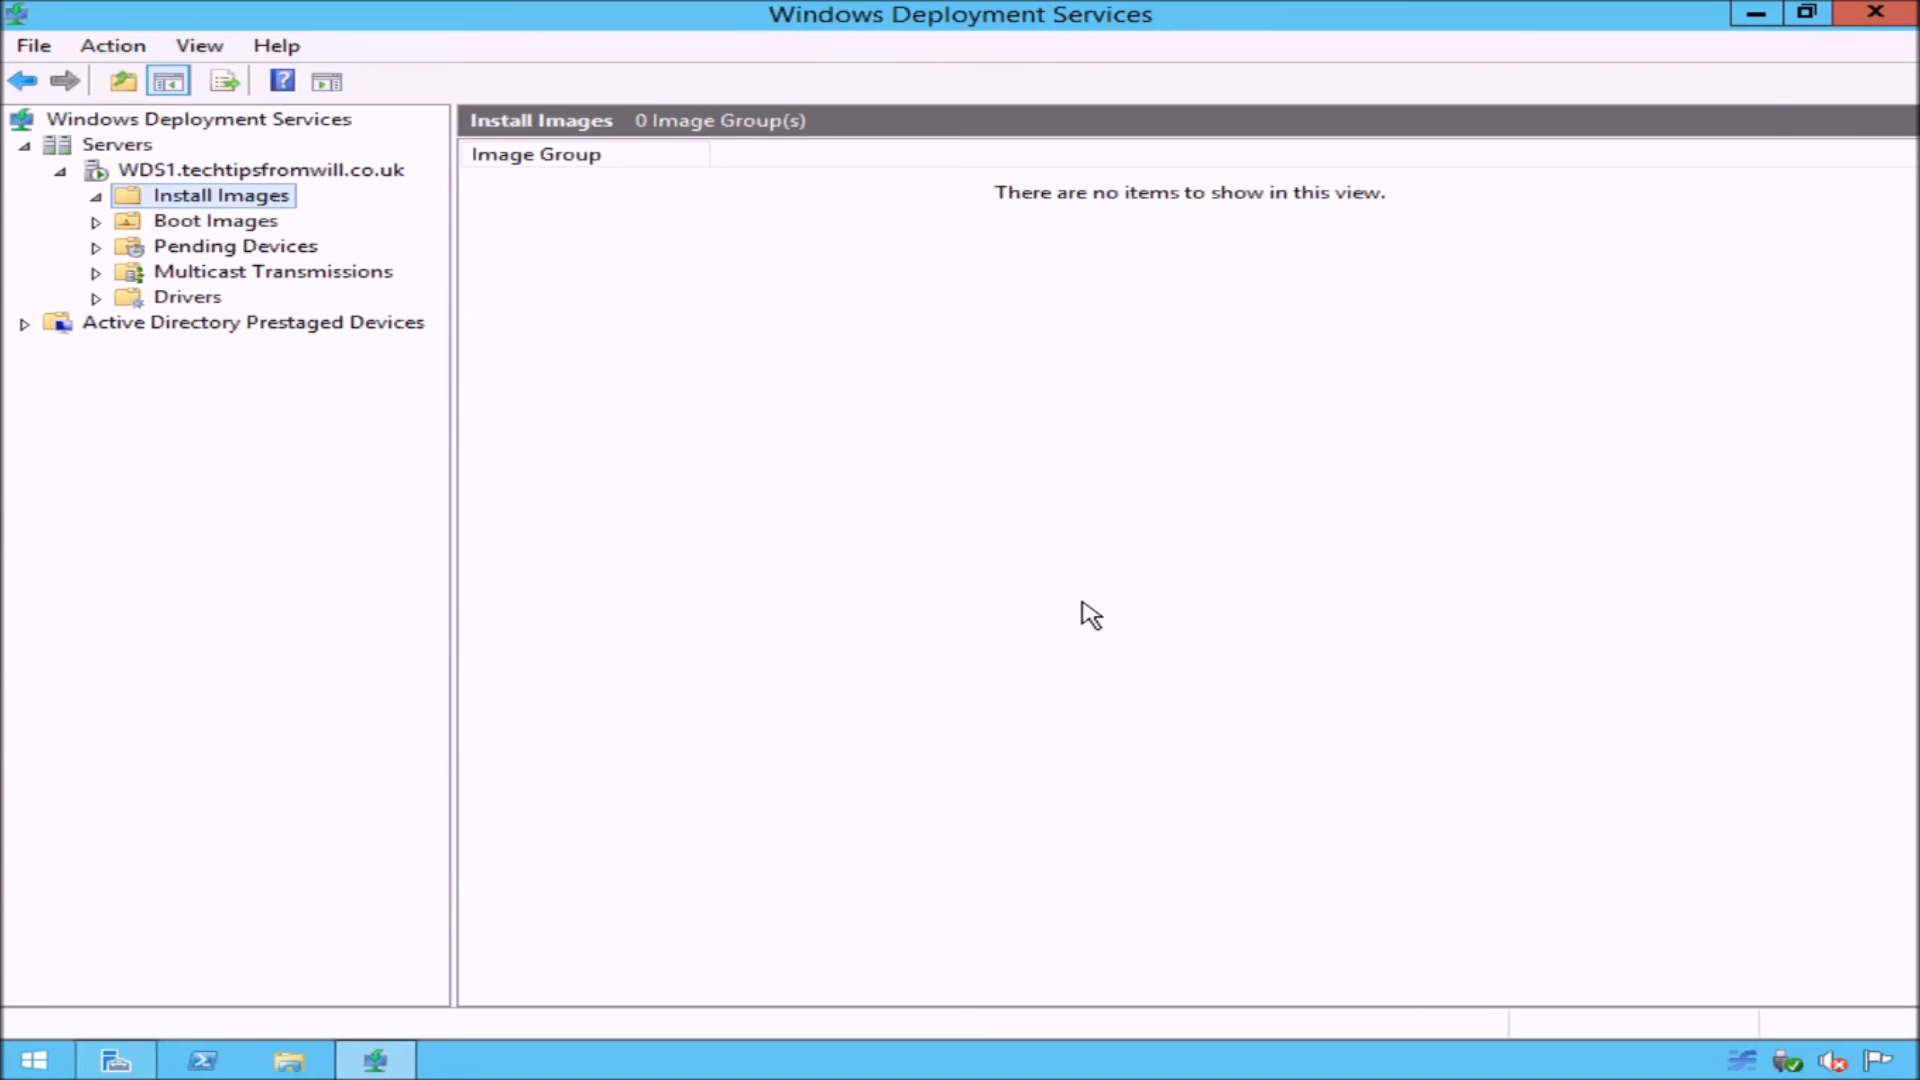 Windows Deployment Services
File Action View Help
Windows Deployment Services
Servers
WDS1.techtipsfromwill.co.uk
Install Images
Boot Images
Pending Devices
Multicast Transmissions
Drivers
Active Directory Prestaged Devices
Install Images 0 Image Group(s)
Image Group
There are no items to show in this view.